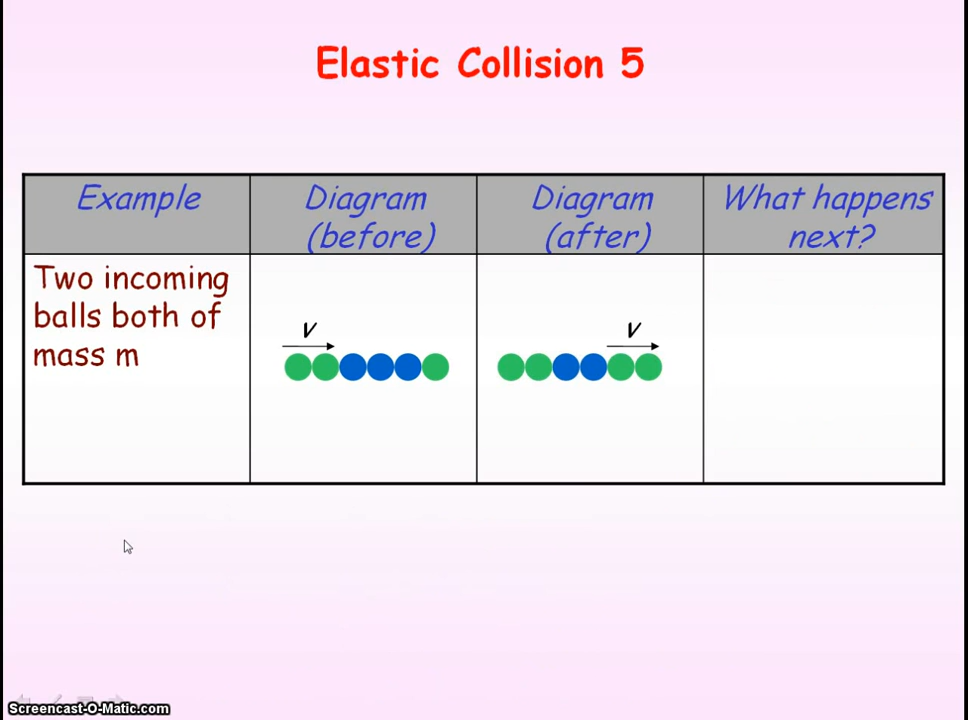 Elastic Collision 5
Example
Diagram
(before)
Diagram
(after)
What happens
next?
Two incoming
balls both of
mass m
v
v
Screencast-O-Matic.com